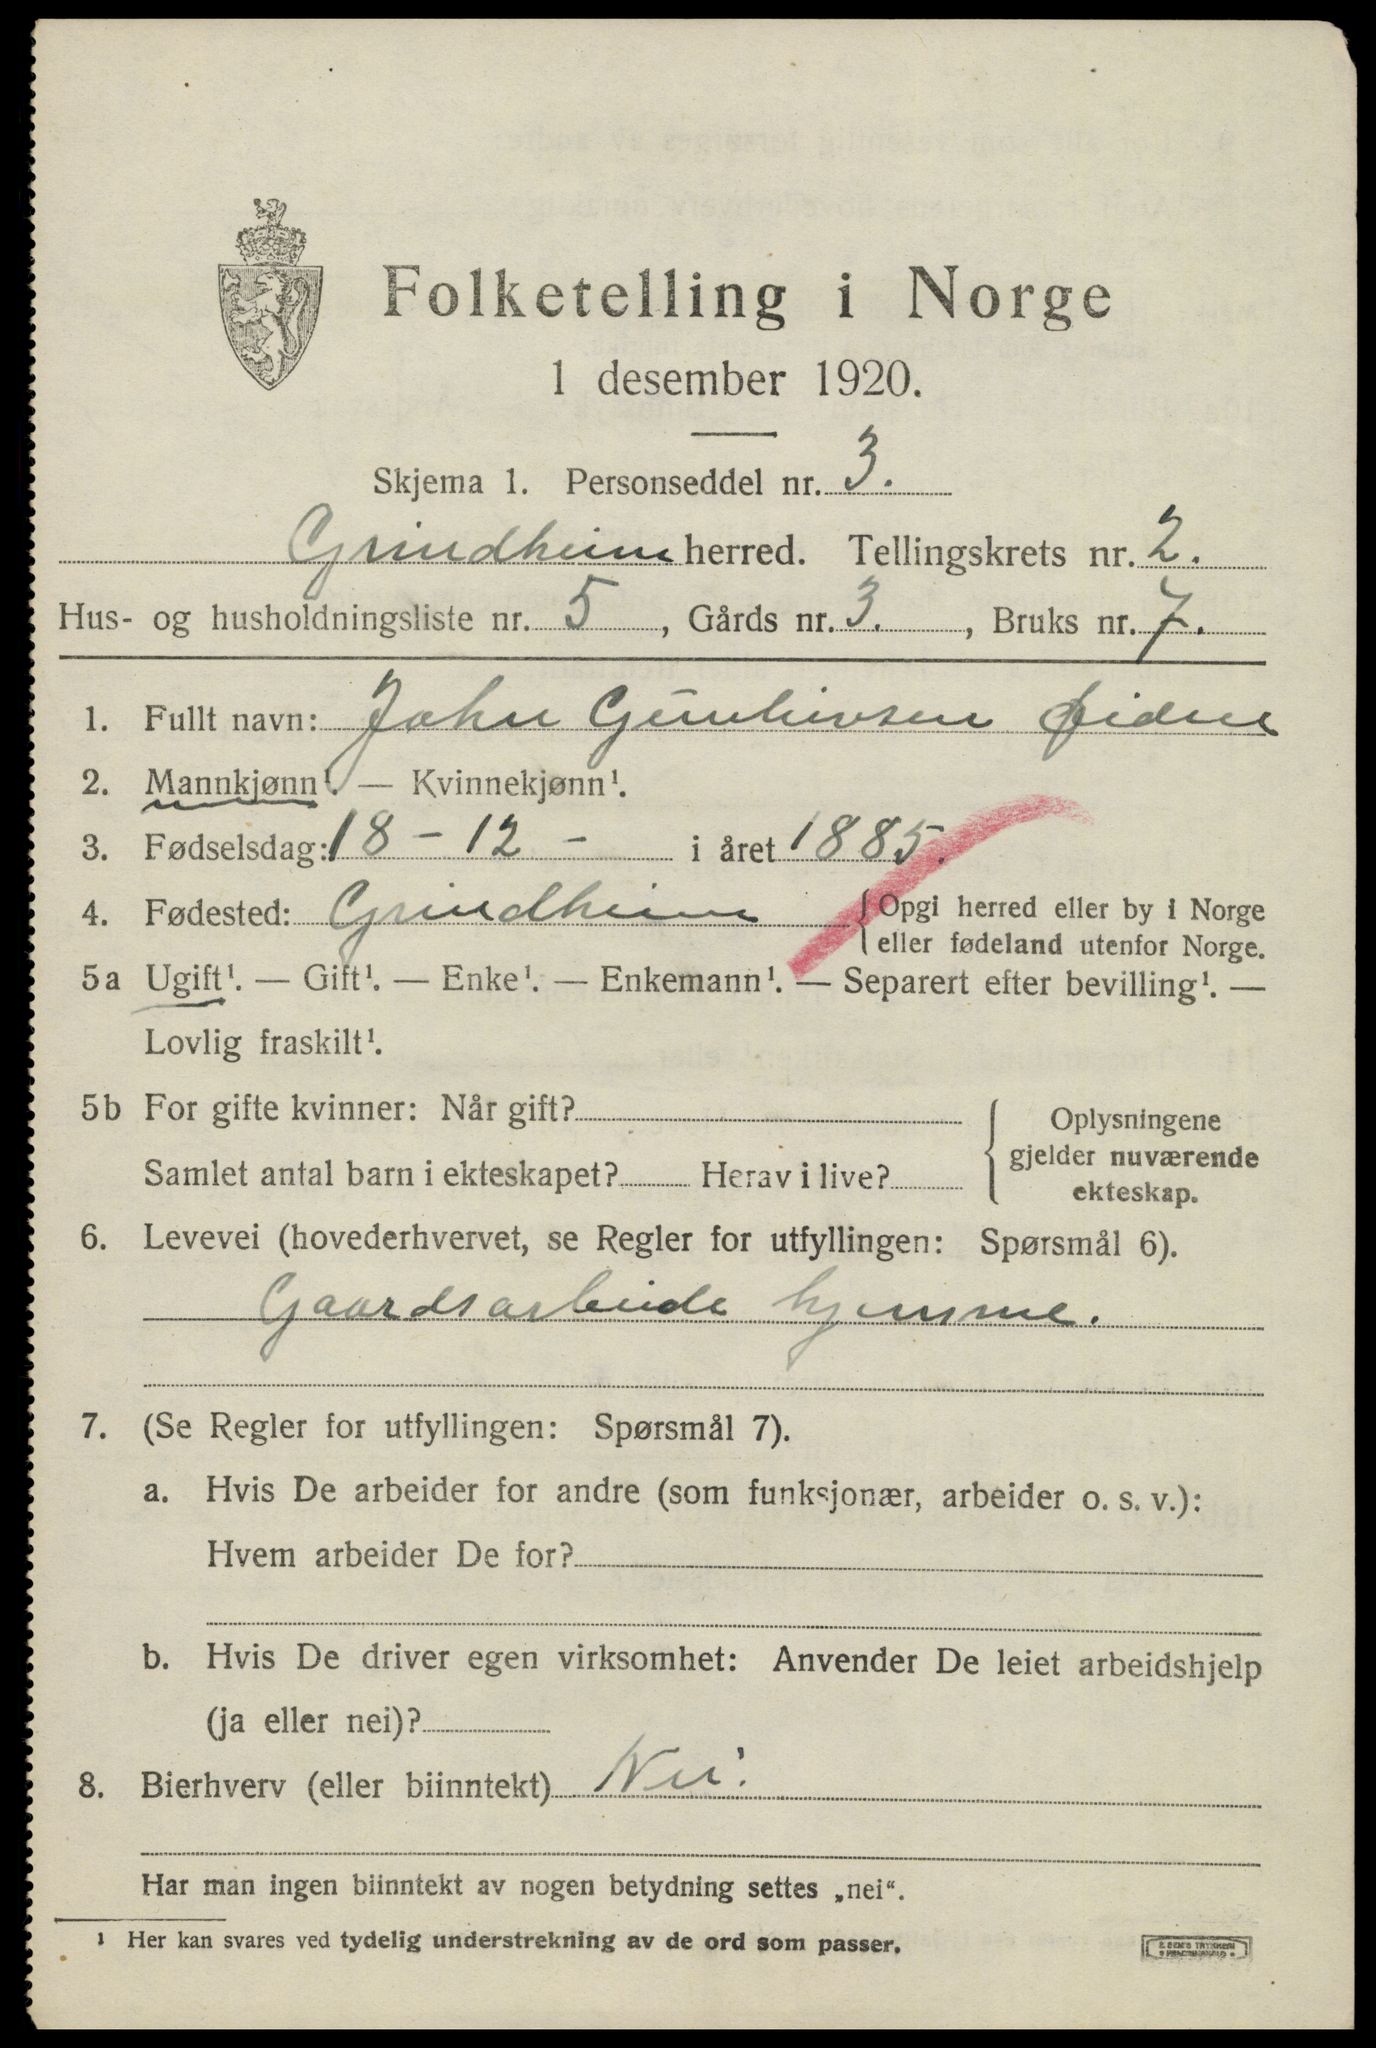 Folketelling i Norge
1 desember 1920.
Skjema 1. Personseddel nr. 3.
Grindheim herred. Tellingskrets nr. 2.
Hus- og husholdningsliste nr. 5, Gårds nr. 3., Bruks nr. 7.
1. Fullt navn: John Øidne
2. Mannkjønn¹. — Kvinnekjønn¹.
3. Fødselsdag: 18 - 12 - i året 1885.
4. Fødested: Grindheim {Opgi herred eller by i Norge
eller fødeland utenfor Norge.
5a Ugift¹. — Gift¹. — Enke¹. — Enkemann¹. — Separert efter bevilling¹. —
Lovlig fraskilt¹.
5b For gifte kvinner: Når gift?
Samlet antal barn i ekteskapet? Herav i live?
Oplysningene
gjelder nuværende
ekteskap.
6. Levevei (hovederhvervet, se Regler for utfyllingen: Spørsmål 6).
Gaardsarbeide hjemme.
7. (Se Regler for utfyllingen: Spørsmål 7).
a. Hvis De arbeider for andre (som funksjonær, arbeider o. s. v.):
Hvem arbeider De for?
b. Hvis De driver egen virksomhet: Anvender De leiet arbeidshjelp
(ja eller nei)?
8. Bierhverv (eller biinntekt) Nei.
Har man ingen biinntekt av nogen betydning settes „nei“.
¹ Her kan svares ved tydelig understrekning av de ord som passer.